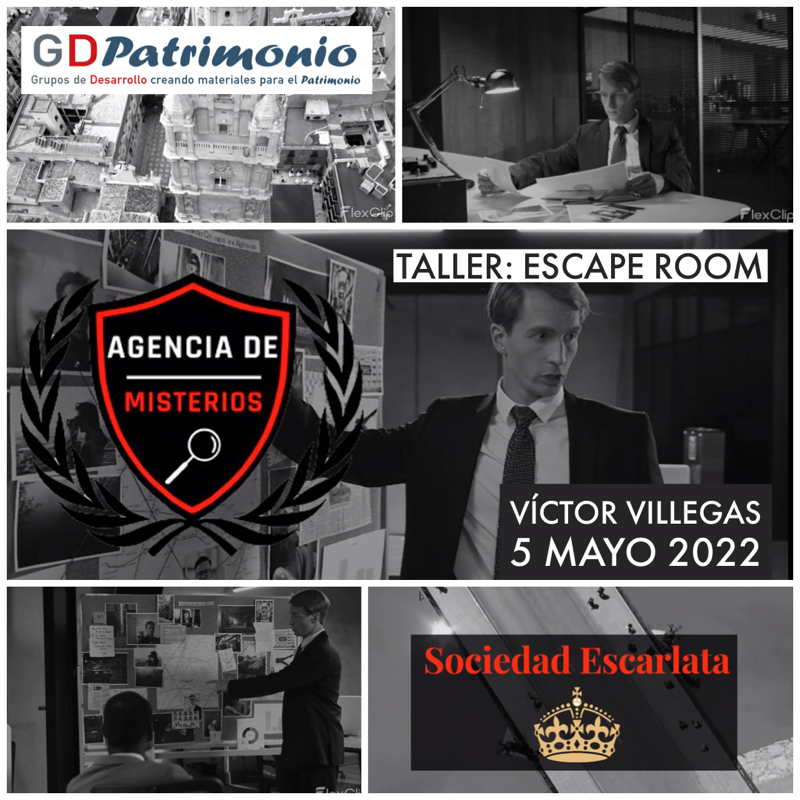 GDPatrimonio
Grupos de Desarrollo creando materiales para el Patrimonio
FlexClip
FlexClip
TALLER: ESCAPE ROOM
AGENCIA DE
MISTERIOS
VÍCTOR VILLEGAS
5 MAYO 2022
Sociedad Escarlata
FlexClip